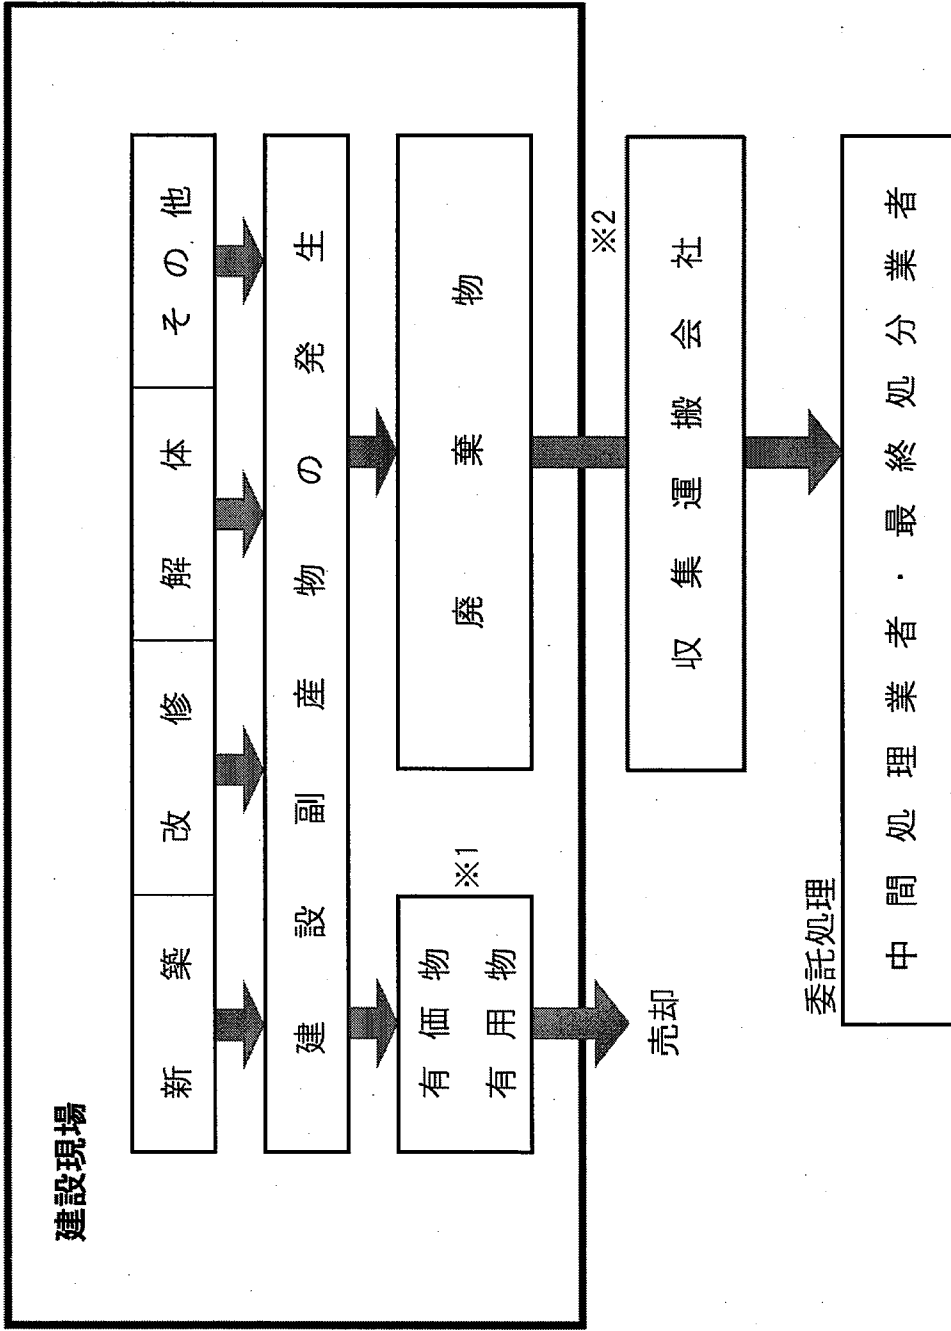 建設現場
新築
改修
解体
その他
建設副産物の発生
有価物
有用物
※1
廃棄物
※2
売却
収集運搬会社
委託処理
中間処理業者・最終処分業者